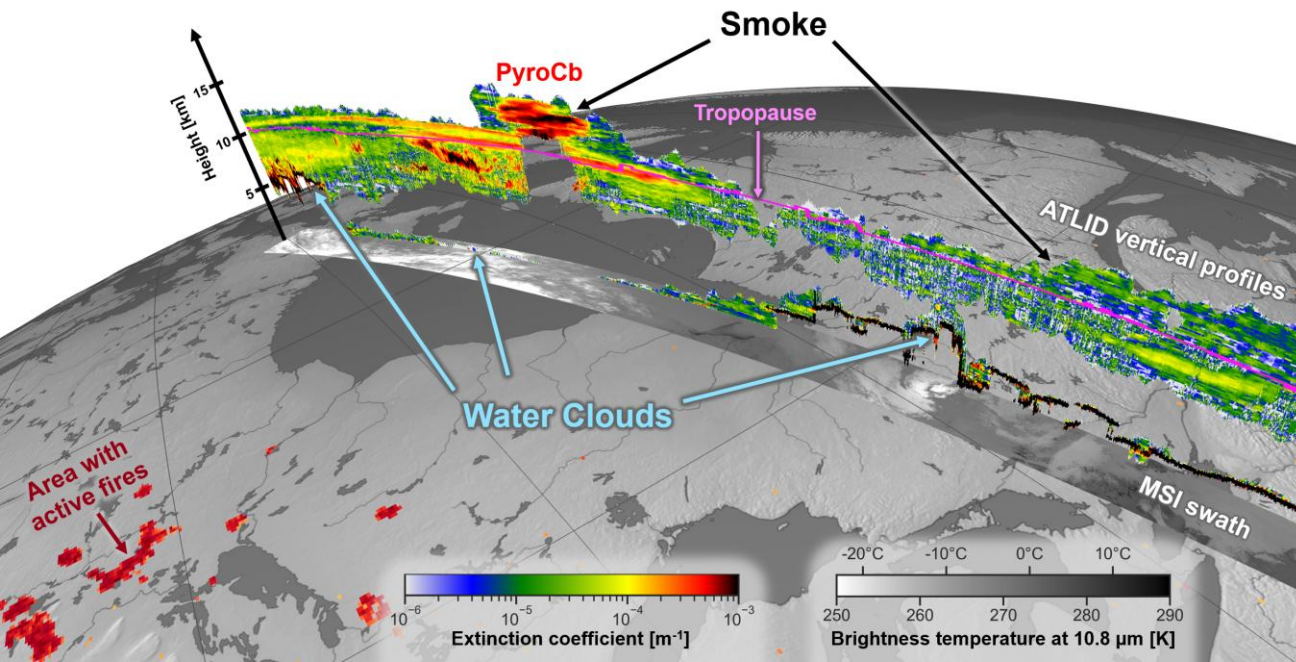 Smoke
PyroCb
Tropopause
15
10
5
Height [km]
ATLID vertical profiles
Water Clouds
Area with
active fires
MSI swath
10⁻⁶
10⁻⁵
10⁻⁴
10⁻³
Extinction coefficient [m⁻¹]
-20°C
-10°C
0°C
10°C
250
260
270
280
290
Brightness temperature at 10.8 µm [K]